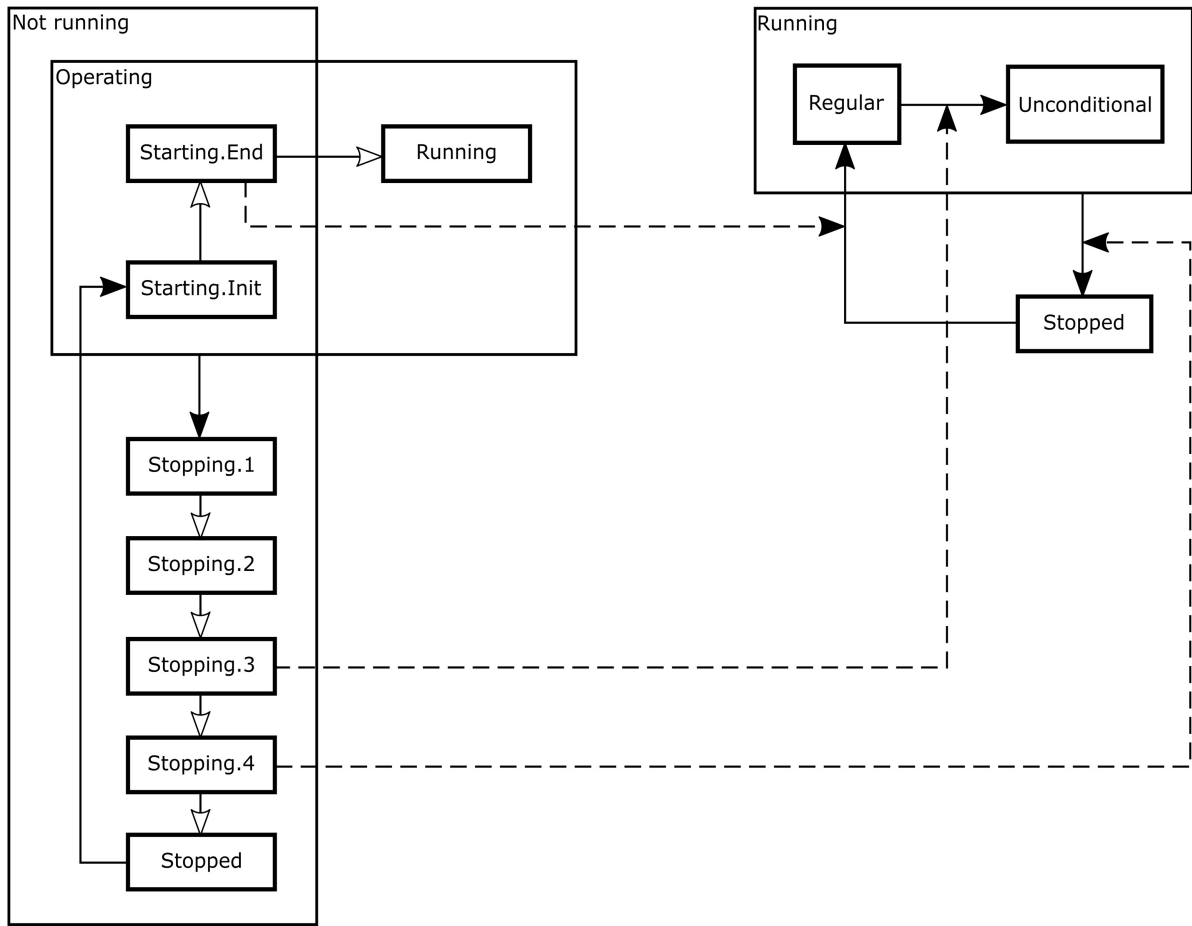 Not running
Running
Operating
Regular
Unconditional
Starting.End
Running
Starting.Init
Stopped
Stopping.1
Stopping.2
Stopping.3
Stopping.4
Stopped